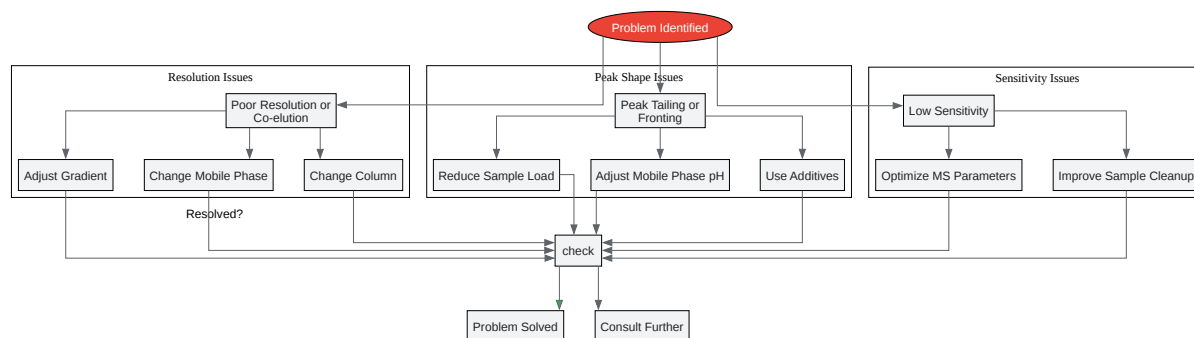 Problem Identified
Resolution Issues
Peak Shape Issues
Sensitivity Issues
Poor Resolution or
Co-elution
Peak Tailing or
Fronting
Low Sensitivity
Adjust Gradient
Change Mobile Phase
Change Column
Reduce Sample Load
Adjust Mobile Phase pH
Use Additives
Optimize MS Parameters
Improve Sample Cleanup
Resolved?
check
Problem Solved
Consult Further